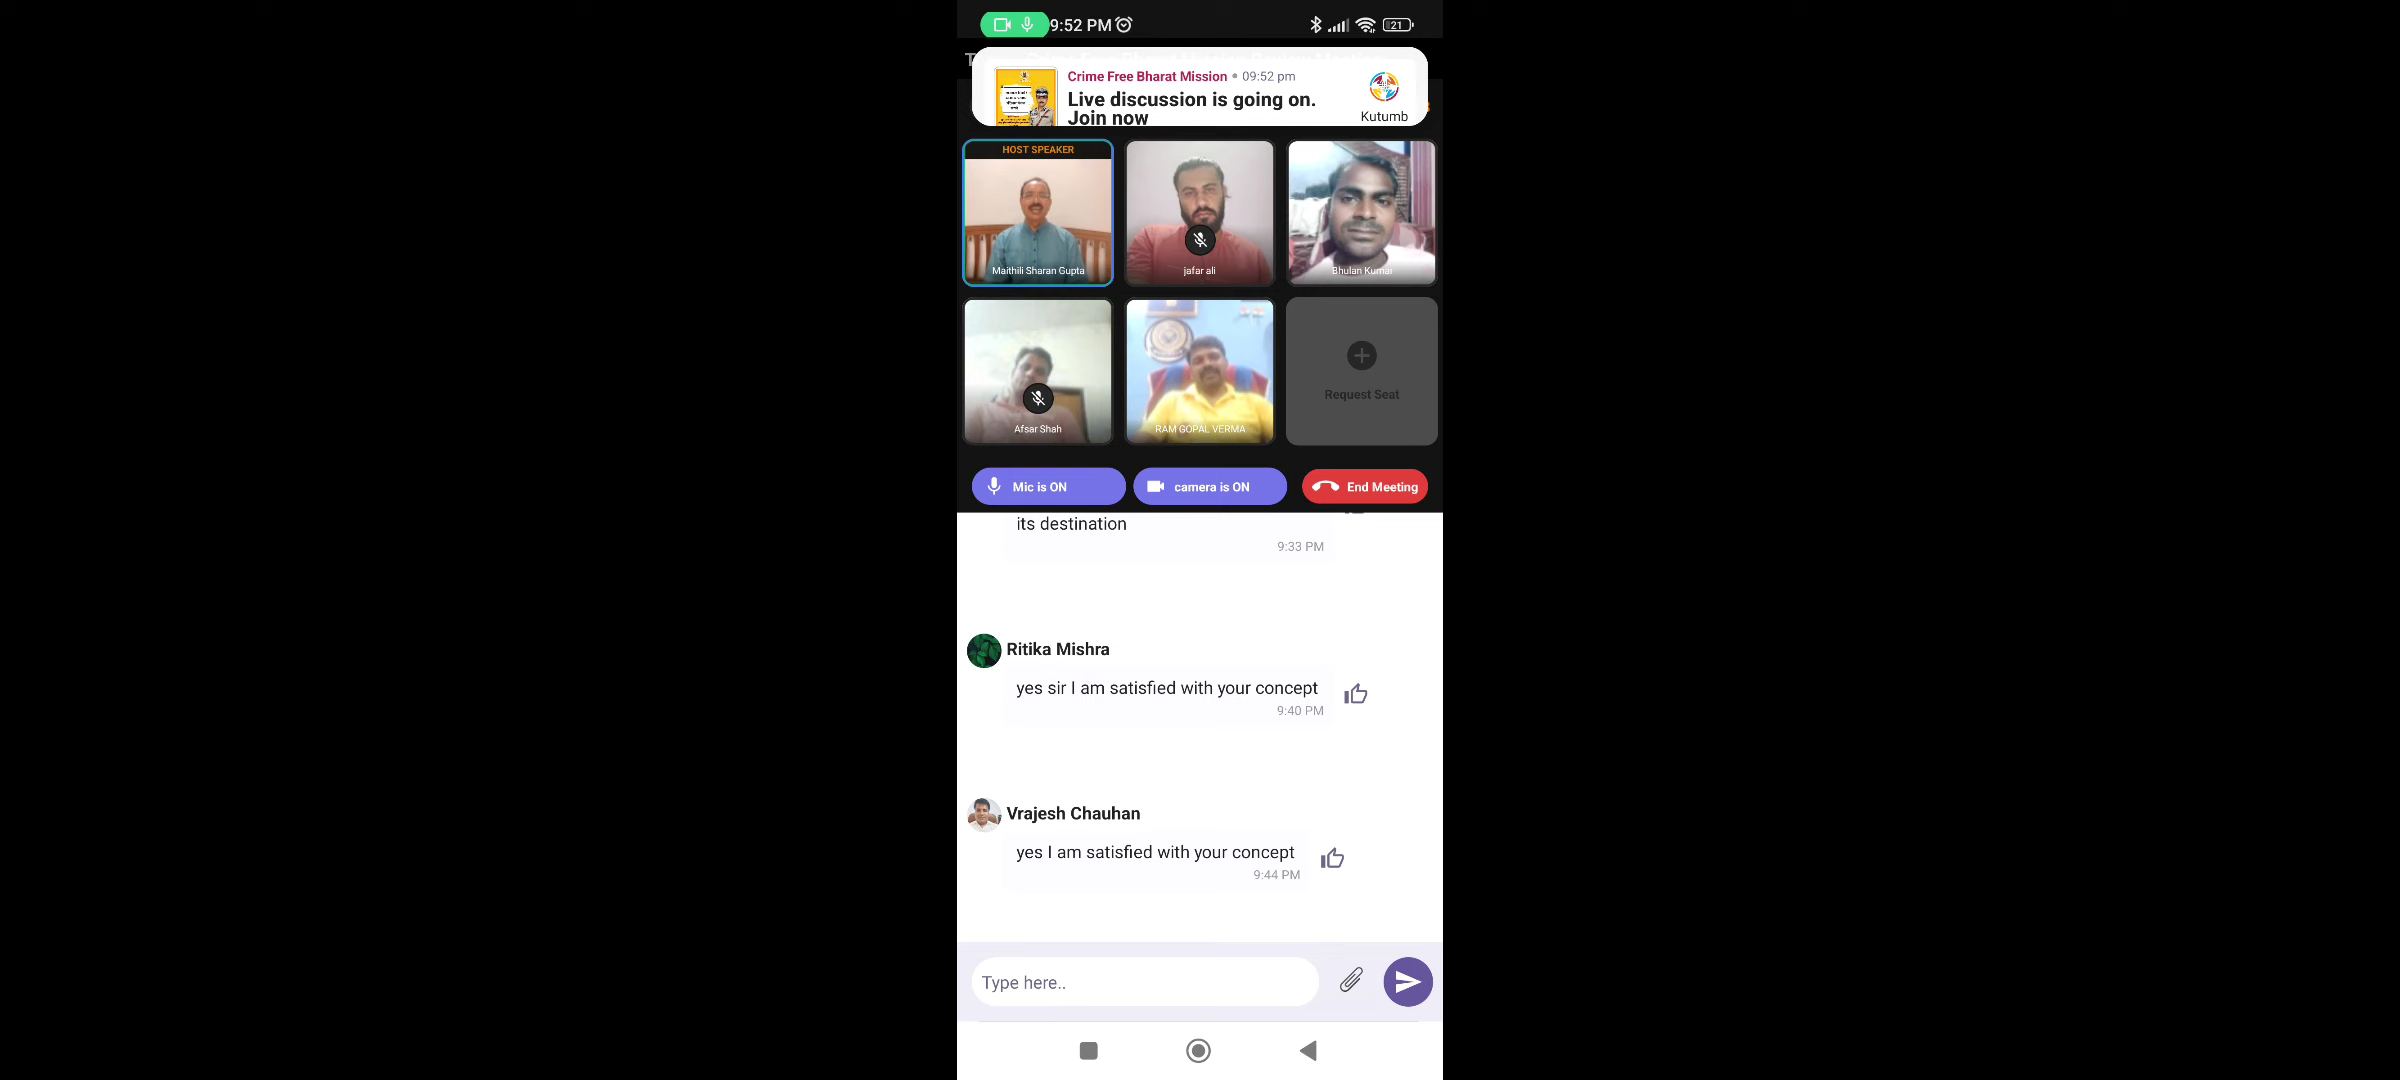 9:52 PM
21
Crime Free Bharat Mission • 09:52 pm
Live discussion is going on.
Join now
Kutumb
HOST SPEAKER
Maithili Sharan Gupta
jafar ali
Bhulan Kumar
Afsar Shah
RAM GOPAL VERMA
Request Seat
Mic is ON
camera is ON
End Meeting
its destination
9:33 PM
Ritika Mishra
yes sir I am satisfied with your concept
9:40 PM
Vrajesh Chauhan
yes I am satisfied with your concept
9:44 PM
Type here..